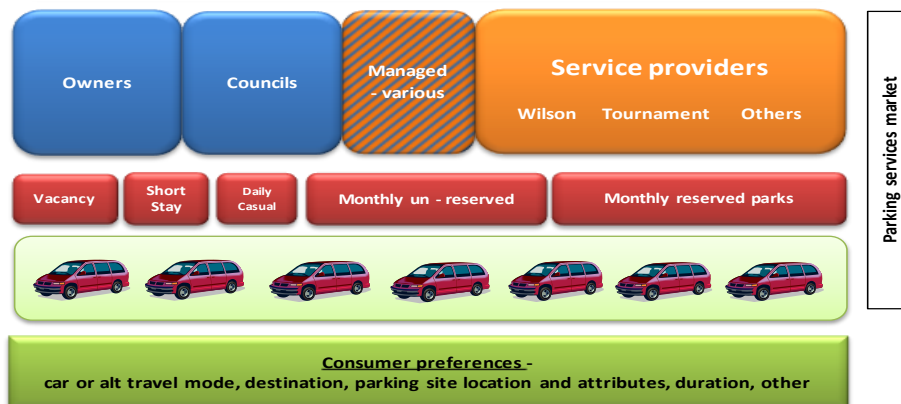 Owners
Councils
Managed
- various
Service providers
Wilson Tournament Others
Vacancy
Short
Stay
Daily
Casual
Monthly un - reserved
Monthly reserved parks
Parking services market
Consumer preferences -
car or alt travel mode, destination, parking site location and attributes, duration, other